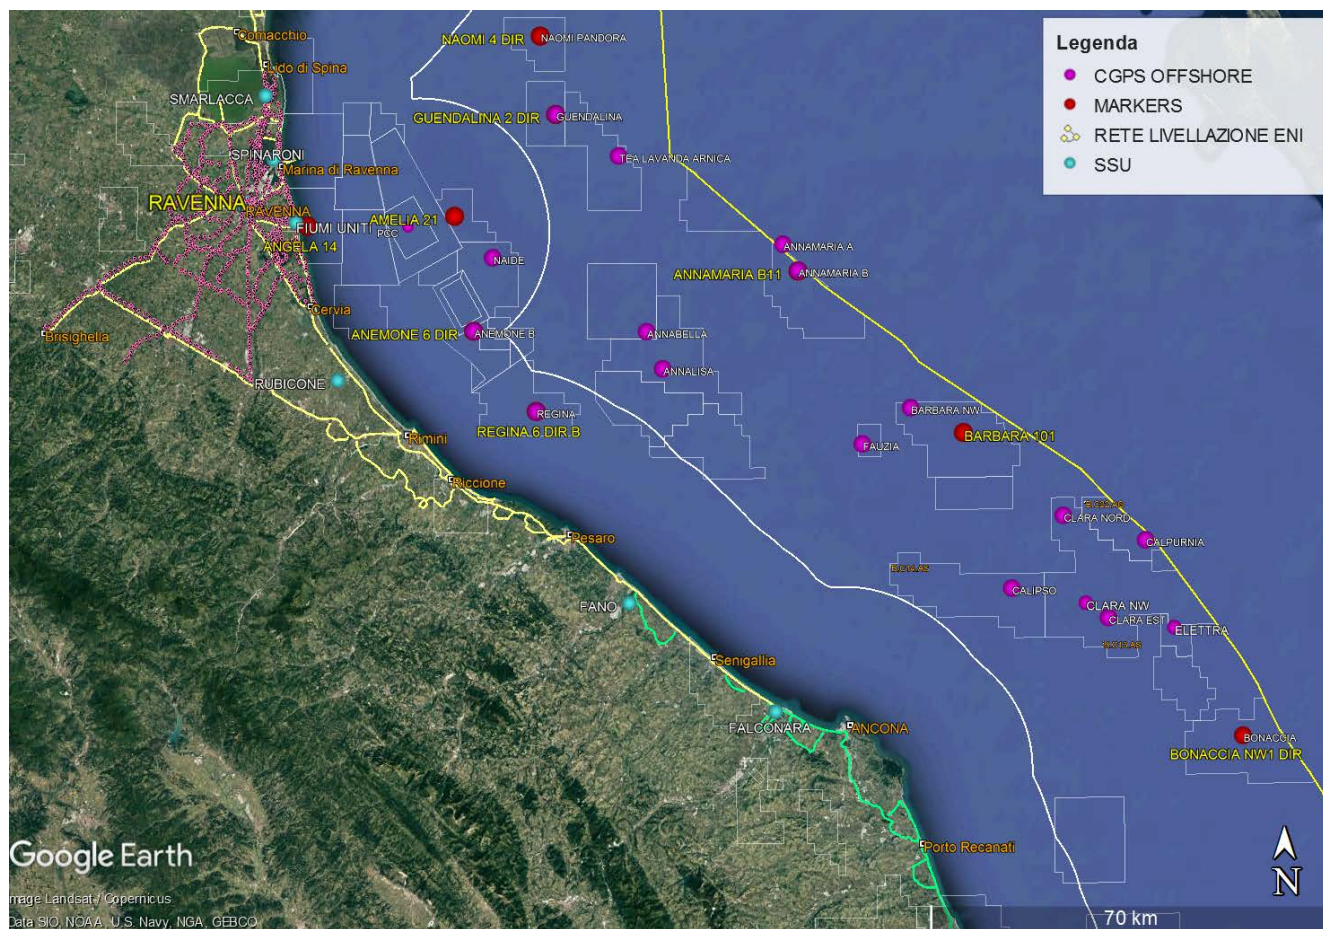 Comacchio
Lido di Spina
SMARLACCA
SPINARONI
Marina di Ravenna
RAVENNA
RAVENNA
FIUMI UNITI
ANGELA 14
Cervia
Brisighella
RUBICONE
Rimini
Riccione
Pesaro
FANO
Senigallia
FALCONARA
ANCONA
Porto Recanati
NAOMI 4 DIR
NAOMI PANDORA
GUENDALINA 2 DIR
GUENDALINA
TEA LAVANDA ARNICA
AMELIA 21
PCC
NAIDE
ANNAMARIA A
ANNAMARIA B11
ANNAMARIA B
ANEMONE 6 DIR
ANEMONE B
ANNABELLA
ANNALISA
REGINA
REGINA 6 DIR B
BARBARA NW
BARBARA 101
FAUZIA
CLARA NORD
CALPURNIA
B.C14.AS
CALIPSO
CLARA NW
CLARA EST
ELETTRA
B.C13.AS
BONACCIA
BONACCIA NW1 DIR
Legenda
CGPS OFFSHORE
MARKERS
RETE LIVELLAZIONE ENI
SSU
Google Earth
mage Landsat / Copernicus
Data SIO, NOAA, U.S. Navy, NGA, GEBCO
N
70 km